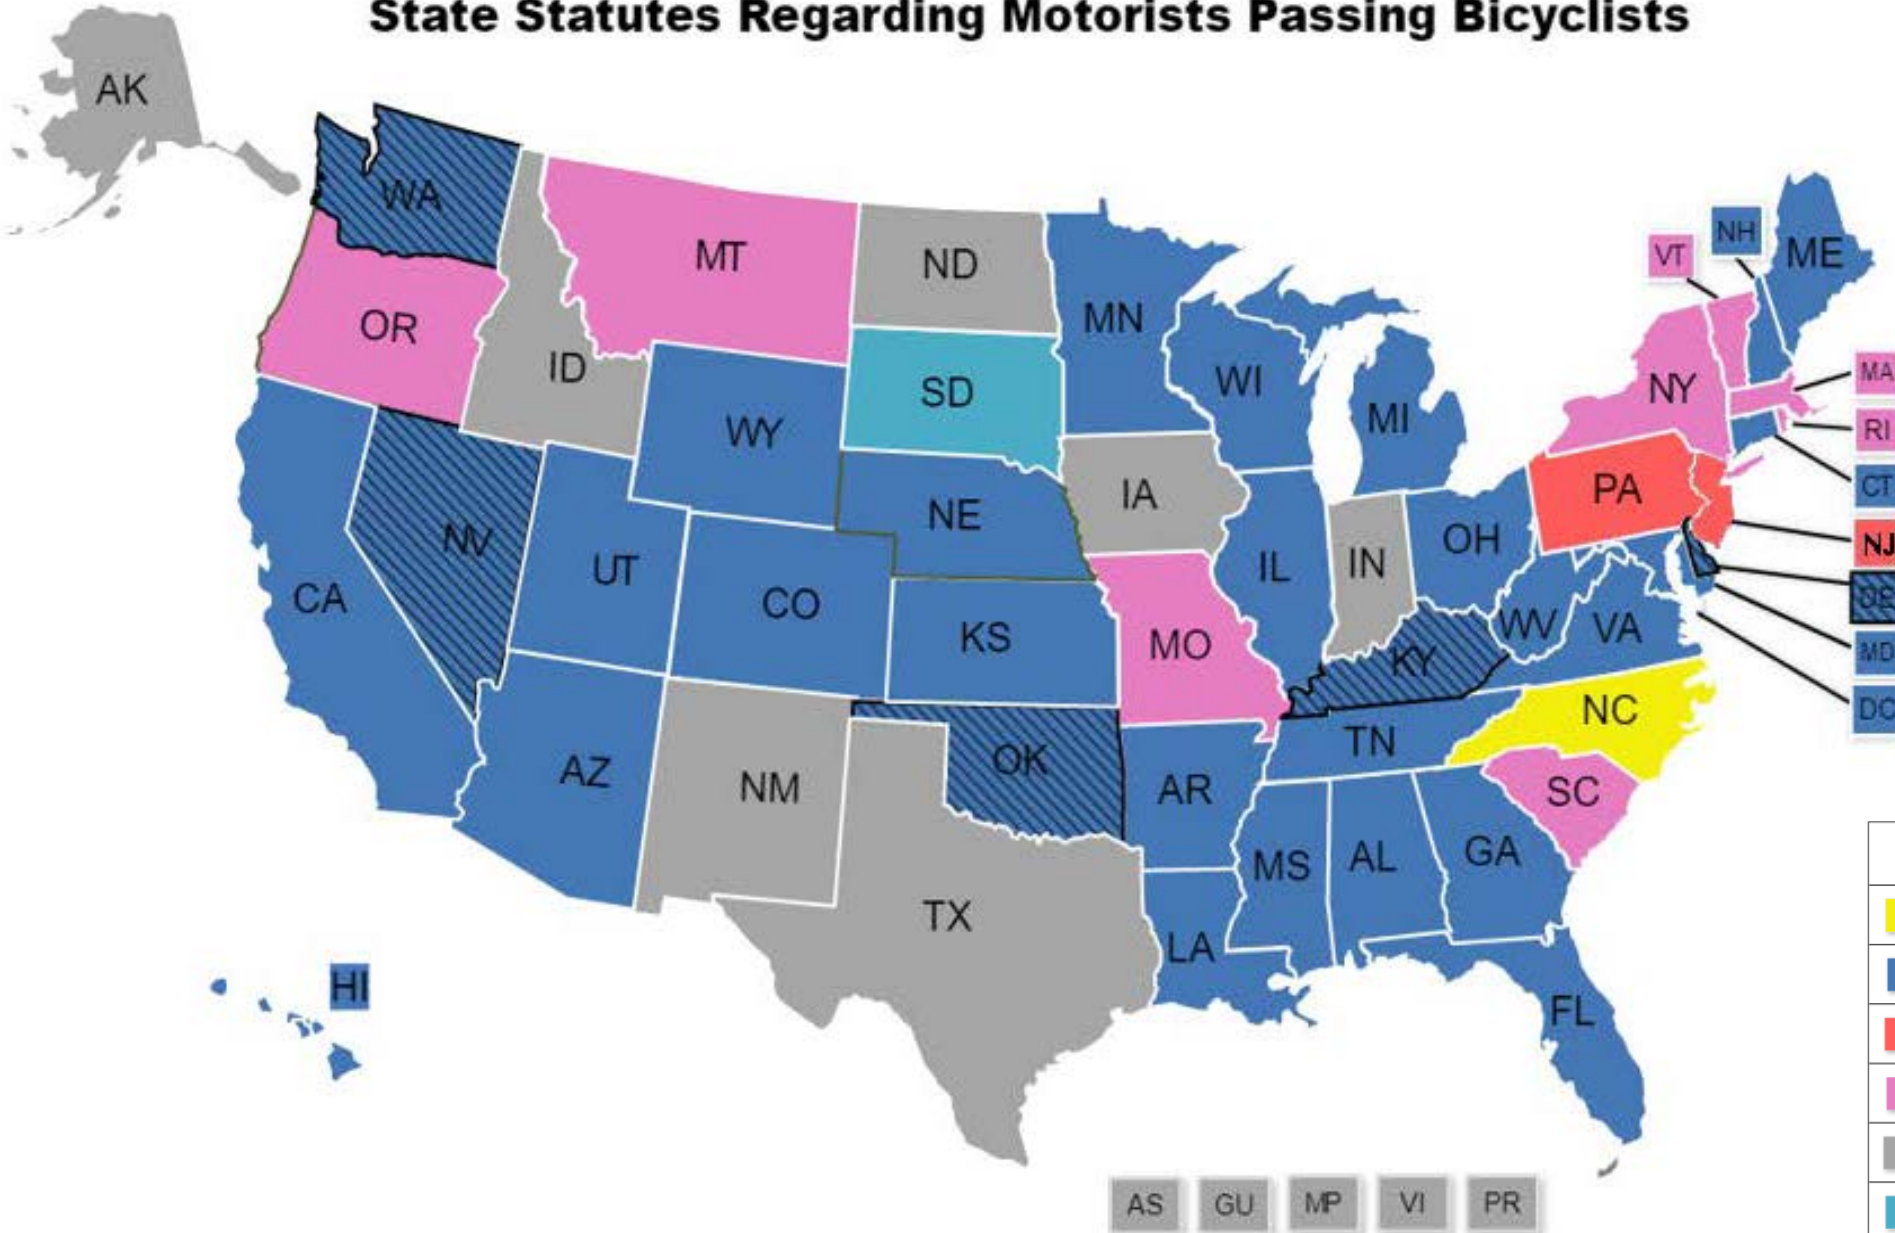 State Statutes Regarding Motorists Passing Bicyclists
AK
WA
MT
ND
MN
VT
NH
ME
OR
ID
SD
WI
MI
NY
MA
RI
WY
NE
IA
PA
CT
NV
UT
CO
KS
IL
IN
OH
NJ
DE
CA
MO
KY
WV
VA
MD
DC
NC
AZ
NM
OK
AR
TN
SC
MS
AL
GA
TX
LA
HI
FL
AS
GU
MP
VI
PR